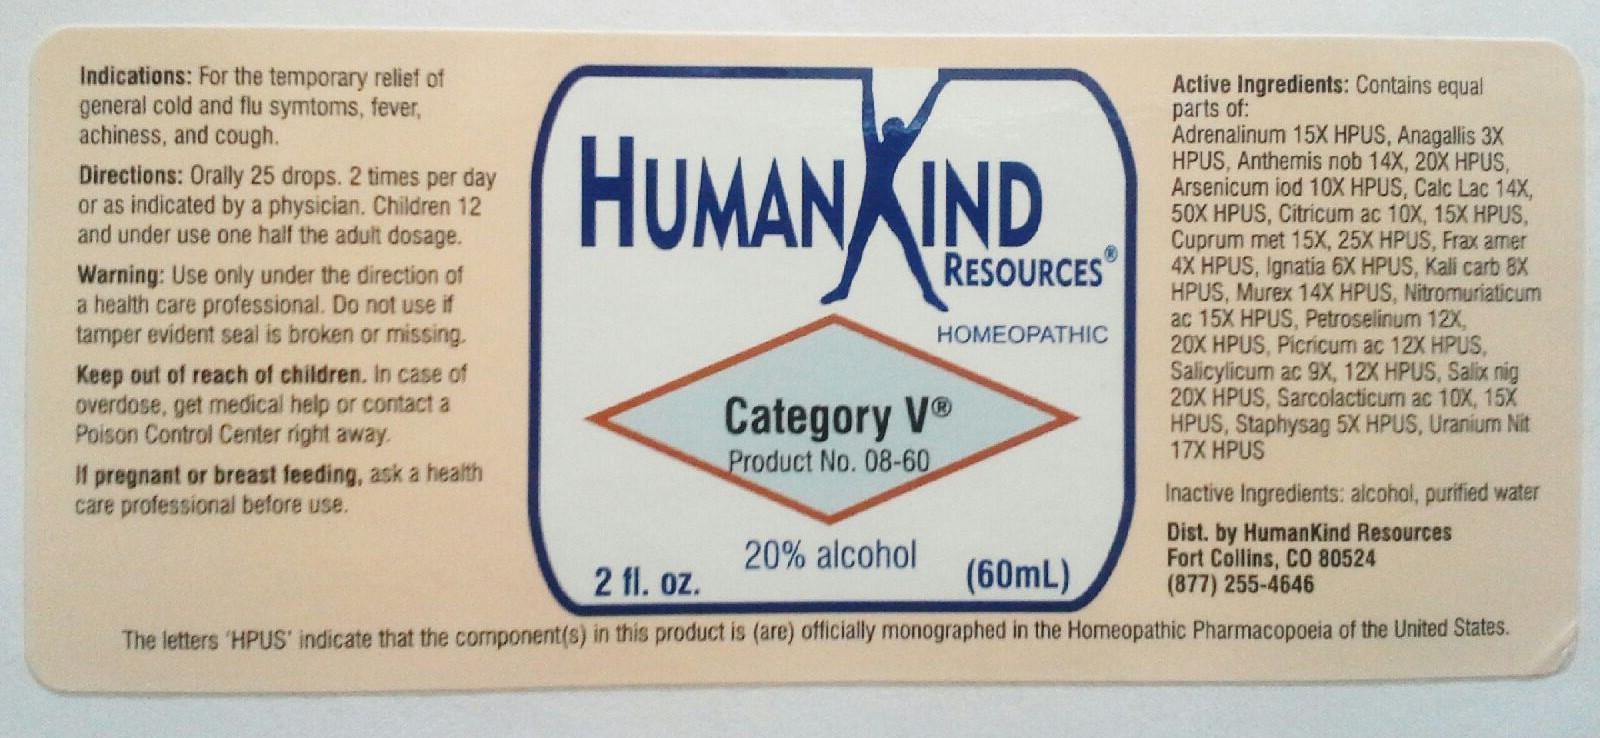 Indications: For the temporary relief of
general cold and flu symtoms, fever,
achiness, and cough.
Directions: Orally 25 drops. 2 times per day
or as indicated by a physician. Children 12
and under use one half the adult dosage.
Warning: Use only under the direction of
a health care professional. Do not use if
tamper evident seal is broken or missing.
Keep out of reach of children. In case of
overdose, get medical help or contact a
Poison Control Center right away.
If pregnant or breast feeding, ask a health
care professional before use.
HUMANKIND
RESOURCES®
HOMEOPATHIC
Category V®
Product No. 08-60
20% alcohol
2 fl. oz. (60mL)
Active Ingredients: Contains equal
parts of:
Adrenalinum 15X HPUS, Anagallis 3X
HPUS, Anthemis nob 14X, 20X HPUS,
Arsenicum iod 10X HPUS, Calc Lac 14X,
50X HPUS, Citricum ac 10X, 15X HPUS,
Cuprum met 15X, 25X HPUS, Frax amer
4X HPUS, Ignatia 6X HPUS, Kali carb 8X
HPUS, Murex 14X HPUS, Nitromuriaticum
ac 15X HPUS, Petroselinum 12X,
20X HPUS, Picricum ac 12X HPUS,
Salicylicum ac 9X, 12X HPUS, Salix nig
20X HPUS, Sarcolacticum ac 10X, 15X
HPUS, Staphysag 5X HPUS, Uranium Nit
17X HPUS
Inactive Ingredients: alcohol, purified water
Dist. by HumanKind Resources
Fort Collins, CO 80524
(877) 255-4646
The letters 'HPUS' indicate that the component(s) in this product is (are) officially monographed in the Homeopathic Pharmacopoeia of the United States.